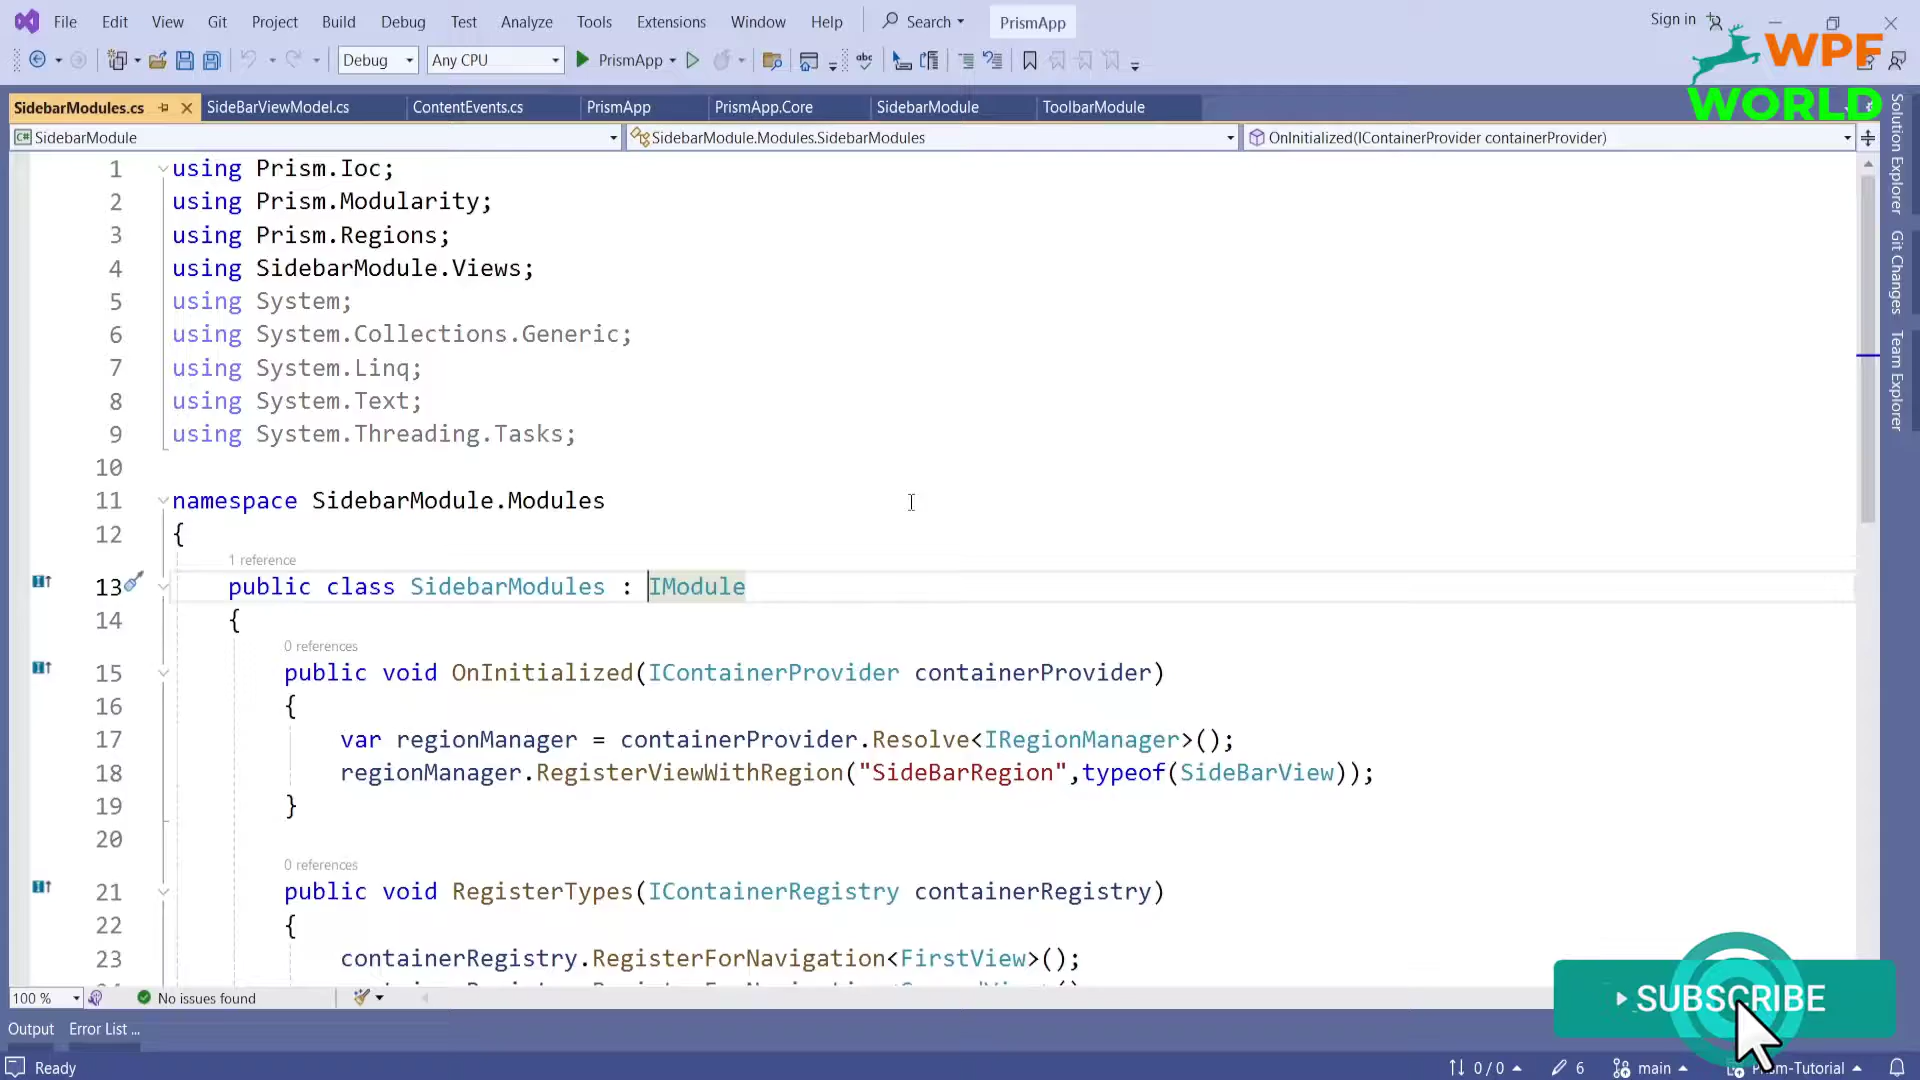 File Edit View Git Project Build Debug Test Analyze Tools Extensions Window Help Search PrismApp Sign in
Debug Any CPU PrismApp
WPF
WORLD
SidebarModules.cs SideBarViewModel.cs ContentEvents.cs PrismApp PrismApp.Core SidebarModule ToolbarModule
SidebarModule SidebarModule.Modules.SidebarModules OnInitialized(IContainerProvider containerProvider)
Solution Explorer
Git Changes
Team Explorer
1 using Prism.Ioc;
2 using Prism.Modularity;
3 using Prism.Regions;
4 using SidebarModule.Views;
5 using System;
6 using System.Collections.Generic;
7 using System.Linq;
8 using System.Text;
9 using System.Threading.Tasks;
10
11 namespace SidebarModule.Modules
12 {
1 reference
13 public class SidebarModules : IModule
14 {
0 references
15 public void OnInitialized(IContainerProvider containerProvider)
16 {
17 var regionManager = containerProvider.Resolve<IRegionManager>();
18 regionManager.RegisterViewWithRegion("SideBarRegion",typeof(SideBarView));
19 }
20
0 references
21 public void RegisterTypes(IContainerRegistry containerRegistry)
22 {
23 containerRegistry.RegisterForNavigation<FirstView>();
100 % No issues found
SUBSCRIBE
Output Error List ...
Ready 0 / 0 6 main Prism-Tutorial